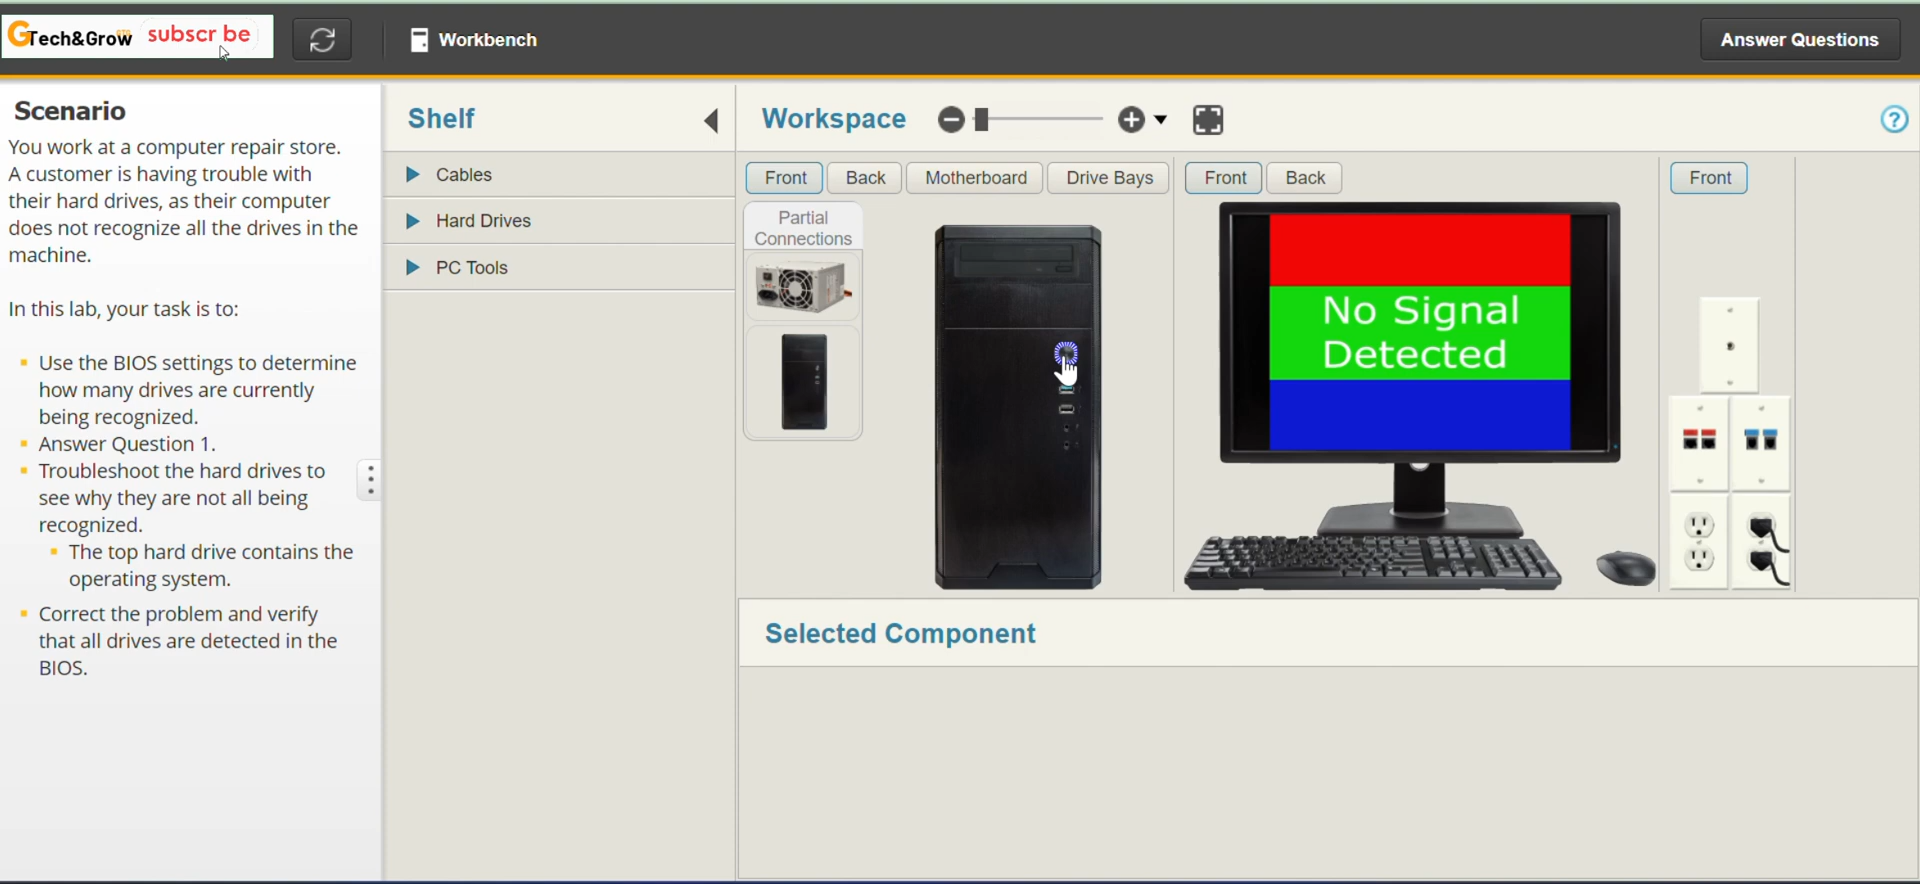 Tech&Grow subscr be
Workbench
Answer Questions
Scenario
You work at a computer repair store.
A customer is having trouble with
their hard drives, as their computer
does not recognize all the drives in the
machine.
In this lab, your task is to:
Use the BIOS settings to determine
how many drives are currently
being recognized.
Answer Question 1.
Troubleshoot the hard drives to
see why they are not all being
recognized.
The top hard drive contains the
operating system.
Correct the problem and verify
that all drives are detected in the
BIOS.
Shelf
Cables
Hard Drives
PC Tools
Workspace
?
Front Back Motherboard Drive Bays
Front Back
Front
Partial
Connections
No Signal
Detected
Selected Component